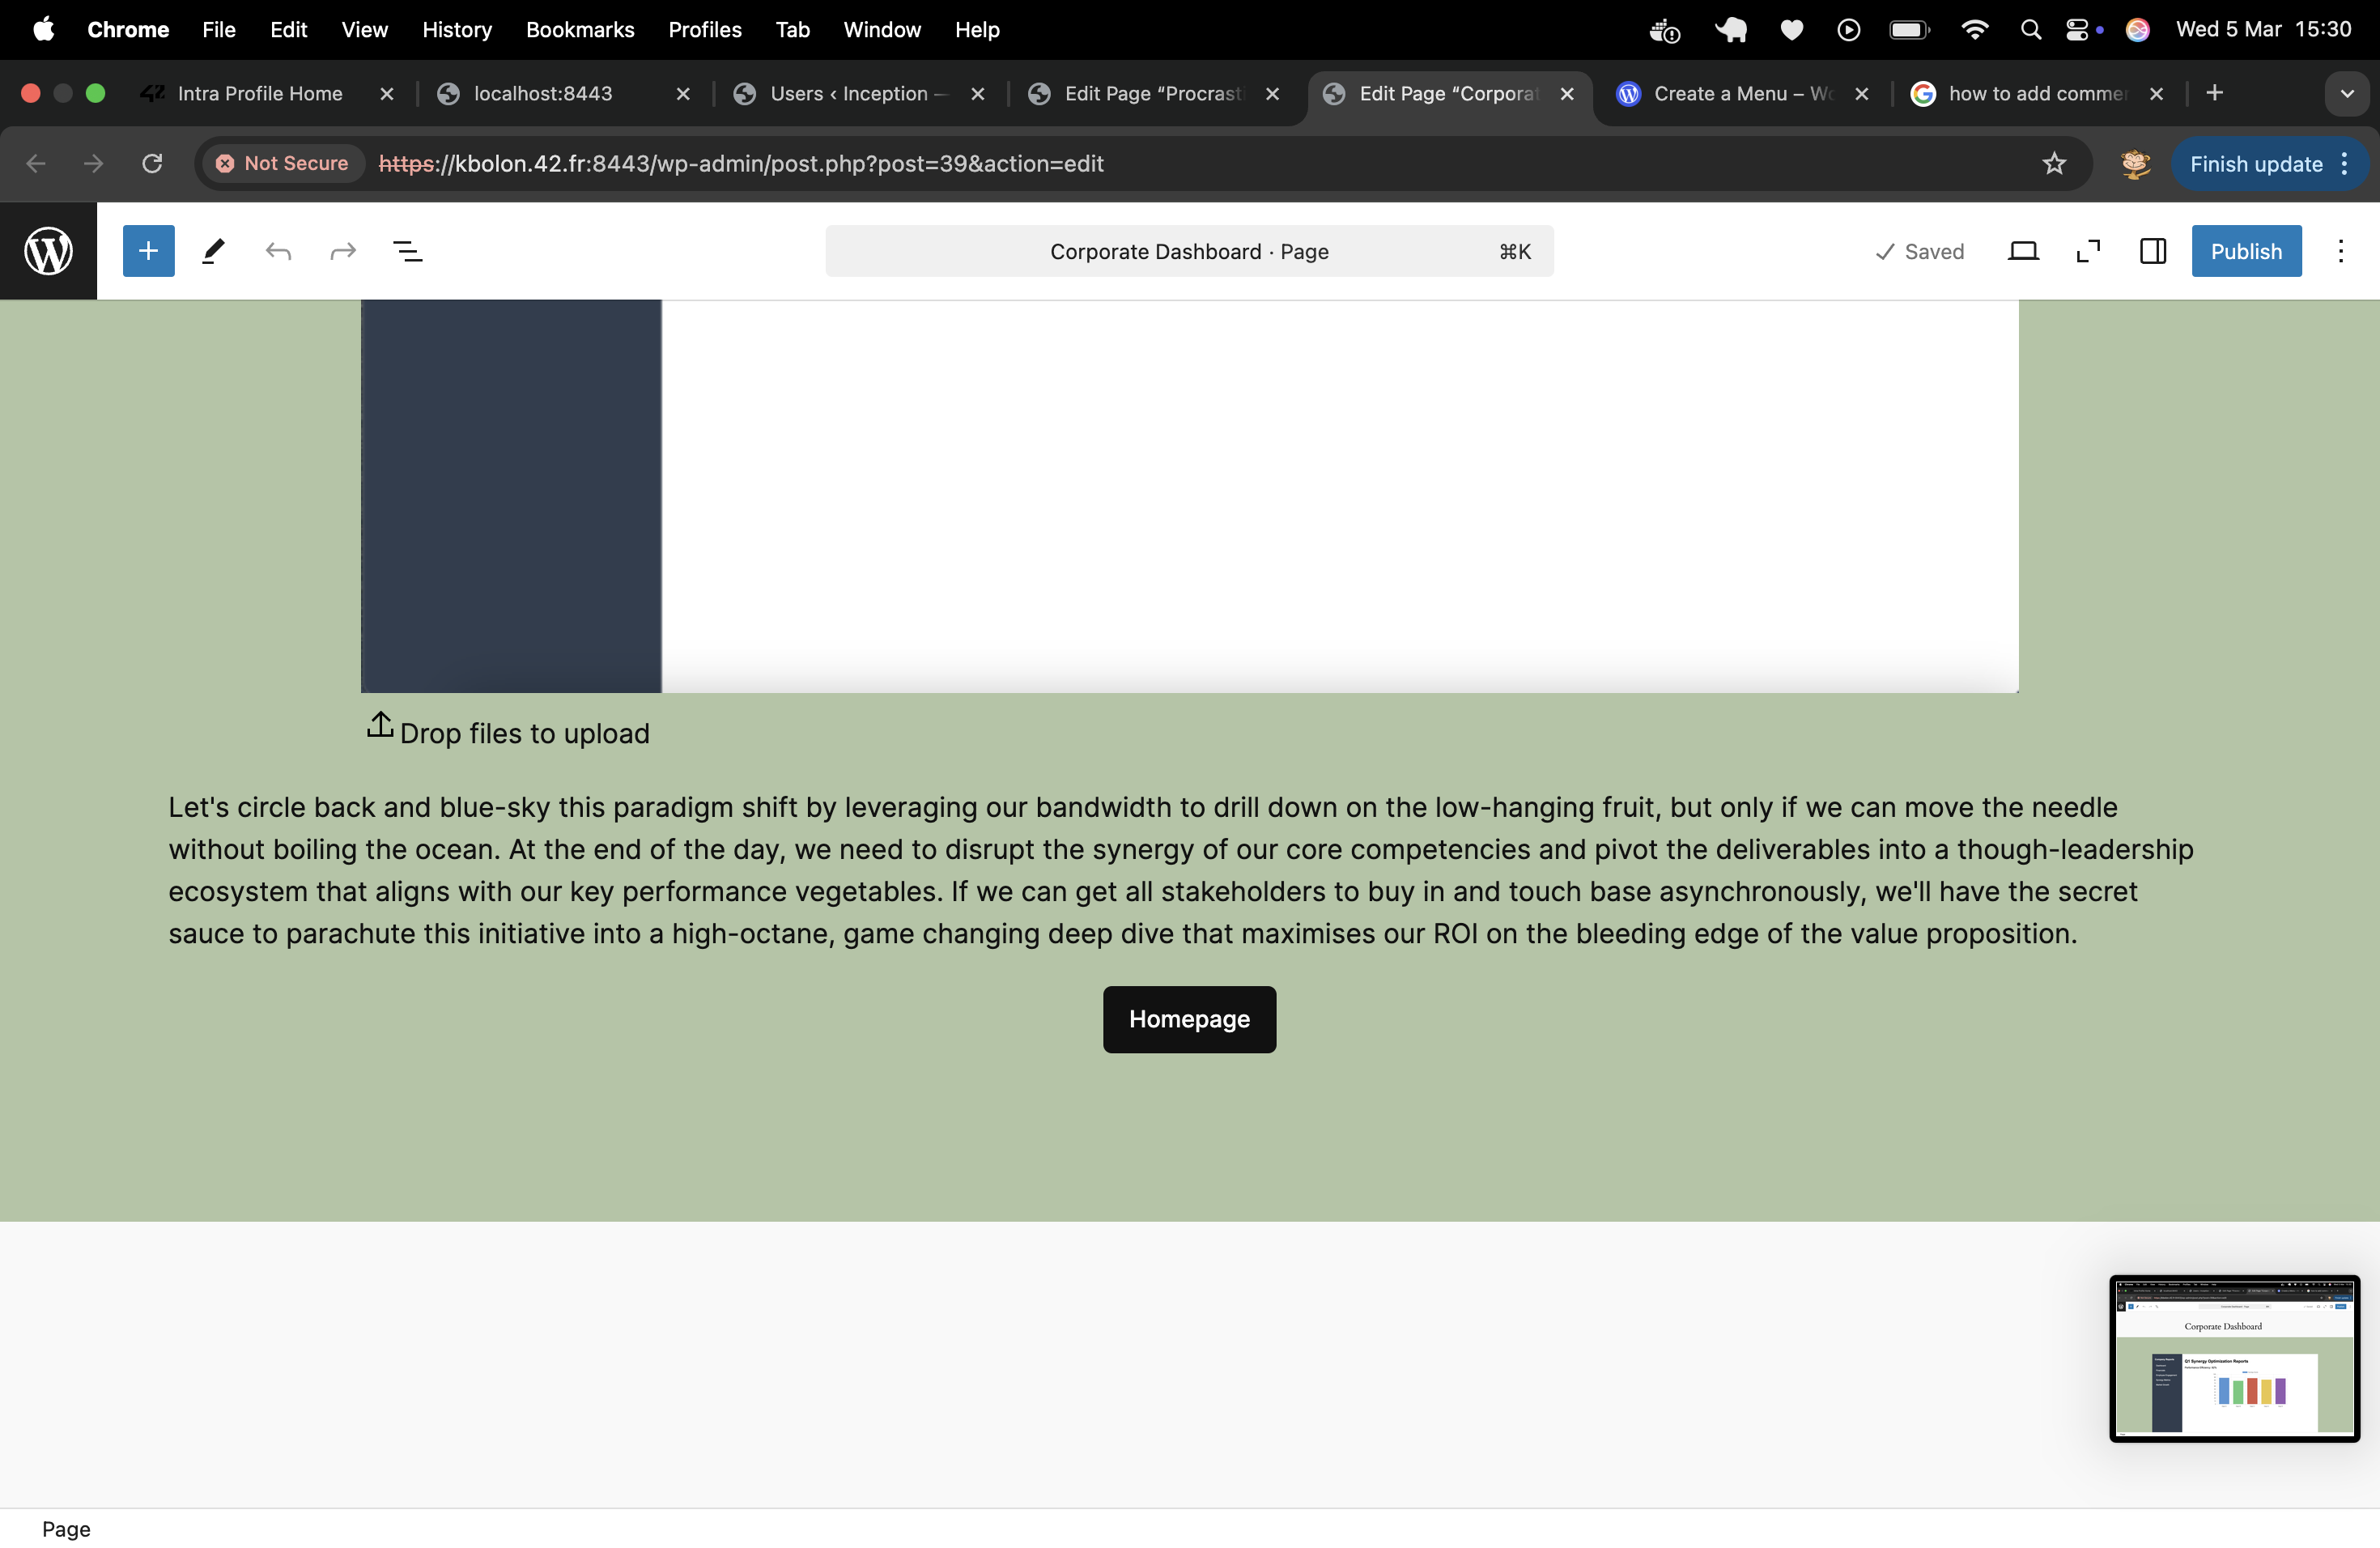 Chrome File Edit View History Bookmarks Profiles Tab Window Help Wed 5 Mar 15:30
42 Intra Profile Home localhost:8443 Users ‹ Inception — Edit Page “Procrasti Edit Page “Corporat Create a Menu – Wo how to add commen
Not Secure https://kbolon.42.fr:8443/wp-admin/post.php?post=39&action=edit Finish update
Corporate Dashboard · Page ⌘K Saved Publish
Drop files to upload
Let's circle back and blue-sky this paradigm shift by leveraging our bandwidth to drill down on the low-hanging fruit, but only if we can move the needle
without boiling the ocean. At the end of the day, we need to disrupt the synergy of our core competencies and pivot the deliverables into a though-leadership
ecosystem that aligns with our key performance vegetables. If we can get all stakeholders to buy in and touch base asynchronously, we'll have the secret
sauce to parachute this initiative into a high-octane, game changing deep dive that maximises our ROI on the bleeding edge of the value proposition.
Homepage
Corporate Dashboard
Q1 Synergy Optimization Reports
Page